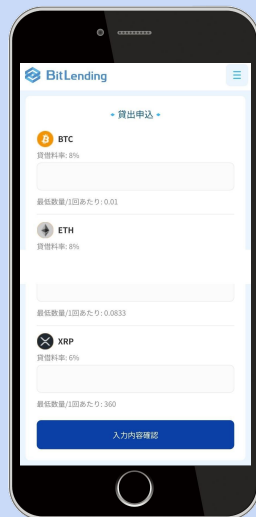 BitLending
• 貸出申込 •
BTC
貸借料率: 8%
最低数量/1回あたり: 0.01
ETH
貸借料率: 8%
最低数量/1回あたり: 0.0833
XRP
貸借料率: 6%
最低数量/1回あたり: 360
入力内容確認